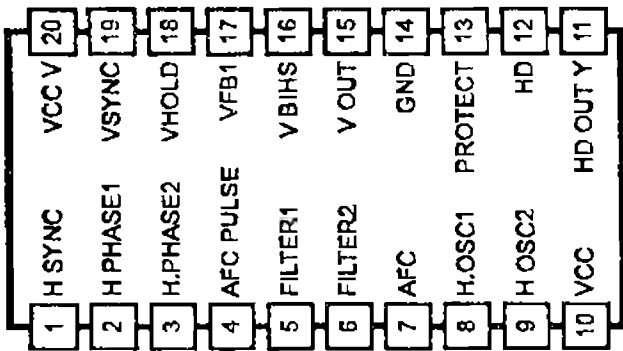 20 19 18 17 16 15 14 13 12 11
VCC V
VSYNC
VHOLD
VFB1
V BIHS
V OUT
GND
PROTECT
HD
HD OUT Y
H SYNC
H PHASE1
H.PHASE2
AFC PULSE
FILTER1
FILTER2
AFC
H.OSC1
H OSC2
VCC
1 2 3 4 5 6 7 8 9 10